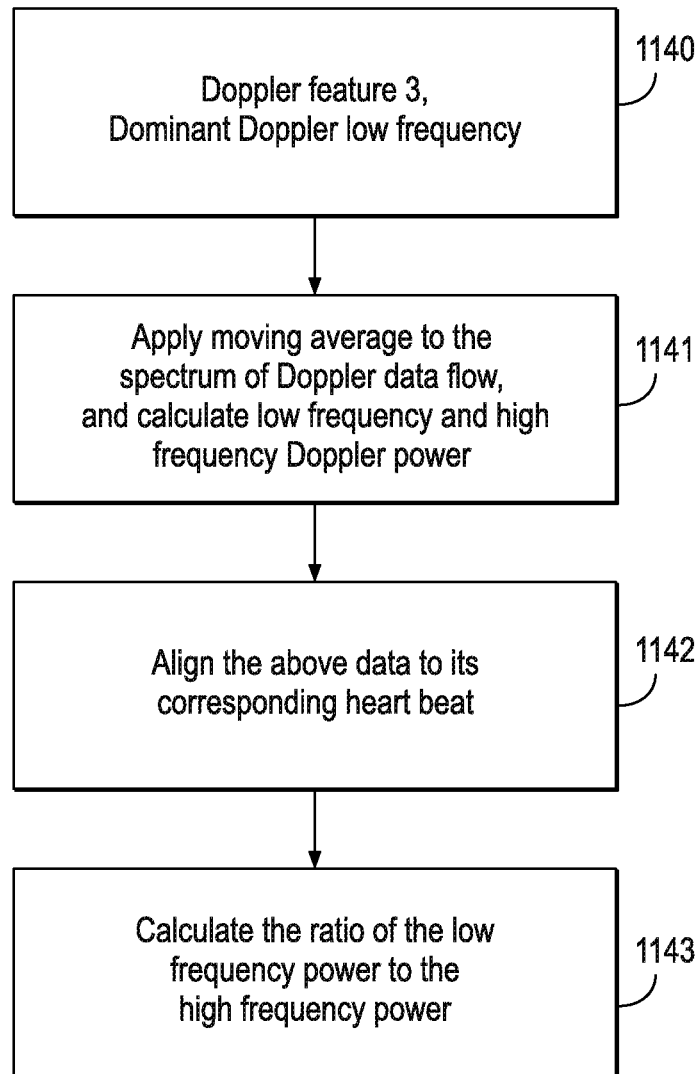 1140
Doppler feature 3,
Dominant Doppler low frequency
Apply moving average to the
spectrum of Doppler data flow,
and calculate low frequency and high
frequency Doppler power
1141
Align the above data to its
corresponding heart beat
1142
Calculate the ratio of the low
frequency power to the
high frequency power
1143